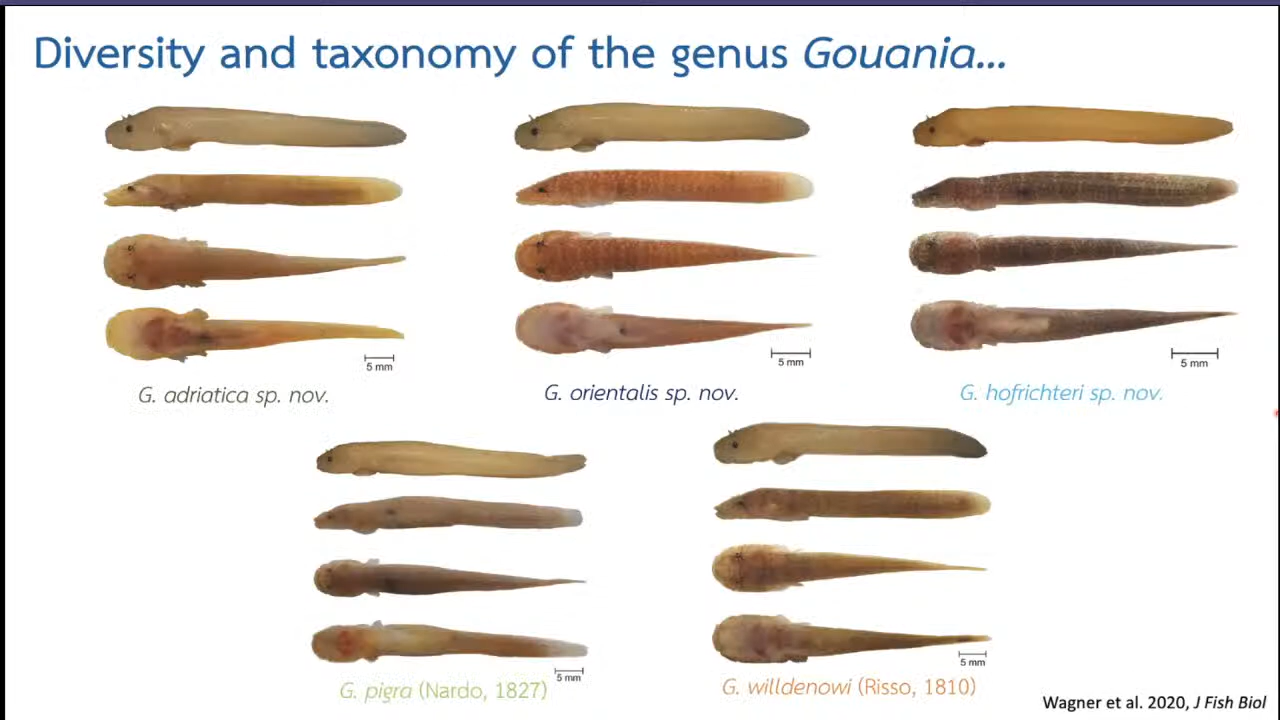 Diversity and taxonomy of the genus Gouania...
5 mm
5 mm
5 mm
G. adriatica sp. nov.
G. orientalis sp. nov.
G. hofrichteri sp. nov.
5 mm
5 mm
G. pigra (Nardo, 1827)
G. willdenowi (Risso, 1810)
Wagner et al. 2020, J Fish Biol